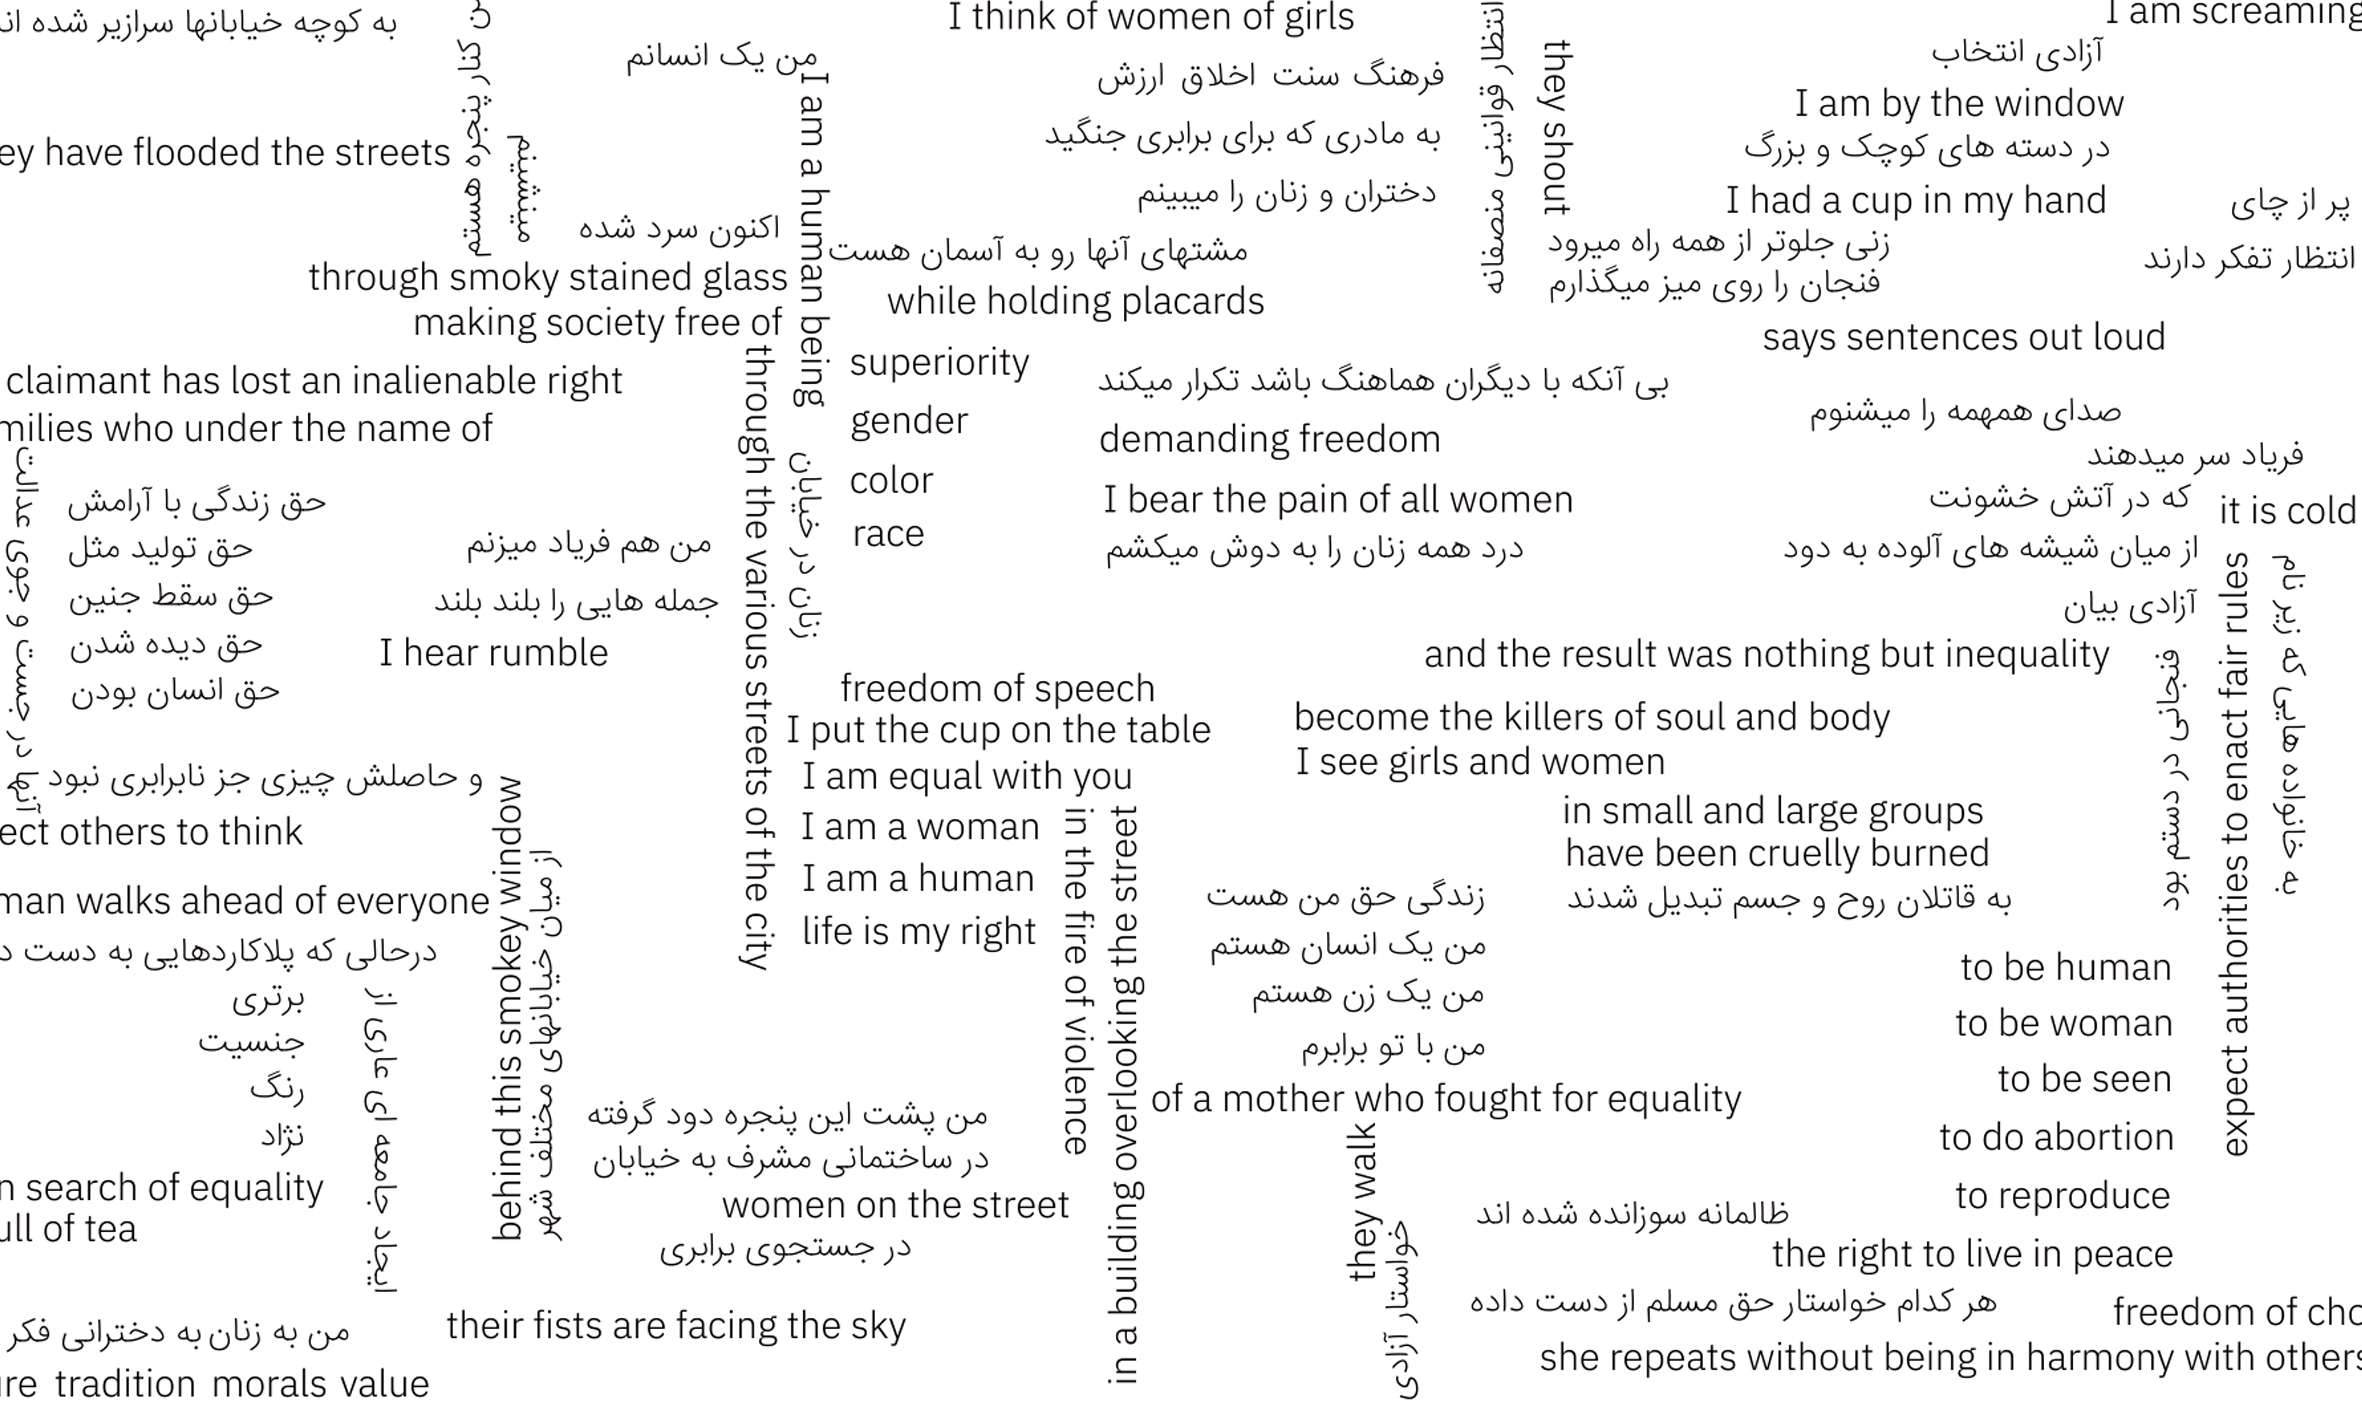 به کوچه خیابانها سرازیر شده
کنار پنجره هستم
I think of women of girls
انتظار قوانینی منصفانه
they shout
I am screaming
من یک انسانم
I am a human being
فرهنگ سنت اخلاق ارزش
آزادی انتخاب
I am by the window
به مادری که برای برابری جنگید
have flooded the streets
مینشینم
در دسته های کوچک و بزرگ
دختران و زنان را میبینم
I had a cup in my hand
پر از چای
اکنون سرد شده
مشتهای آنها رو به آسمان هست
زنی جلوتر از همه راه میرود
انتظار تفکر دارند
through smoky stained glass
فنجان را روی میز میگذارم
while holding placards
making society free of
says sentences out loud
through the various streets of the city
superiority
claimant has lost an inalienable right
بی آنکه با دیگران هماهنگ باشد تکرار میکند
صدای همهمه را میشنوم
gender
who under the name of
demanding freedom
فریاد سر میدهند
آنها در جست و جوی عدالت
زنان در خیابان
color
حق زندگی با آرامش
I bear the pain of all women
که در آتش خشونت
it is cold
race
حق تولید مثل
من هم فریاد میزنم
درد همه زنان را به دوش میکشم
از میان شیشه های آلوده به دود
expect authorities to enact fair rules
به خانواده هایی که زیر نام
حق سقط جنین
جمله هایی را بلند بلند
آزادی بیان
حق دیده شدن
I hear rumble
and the result was nothing but inequality
فنجانی در دستم بود
حق انسان بودن
freedom of speech
become the killers of soul and body
I put the cup on the table
I see girls and women
و حاصلش چیزی جز نابرابری نبود
behind this smokey window
I am equal with you
in the fire of violence
in a building overlooking the street
in small and large groups
others to think
I am a woman
have been cruelly burned
از میان خیابانهای مختلف شهر
I am a human
walks ahead of everyone
زندگی حق من هست
به قاتلان روح و جسم تبدیل شدند
life is my right
درحالی که پلاکاردهایی به دست
من یک انسان هستم
to be human
برتری
ایجاد جامعه ای عاری از
من یک زن هستم
to be woman
جنسیت
من با تو برابرم
to be seen
رنگ
من پشت این پنجره دود گرفته
of a mother who fought for equality
they walk
نژاد
to do abortion
در ساختمانی مشرف به خیابان
search of equality
women on the street
to reproduce
of tea
خواستار آزادی
ظالمانه سوزانده شده اند
در جستجوی برابری
the right to live in peace
من به زنان به دخترانی فکر
their fists are facing the sky
هر کدام خواستار حق مسلم از دست داده
freedom of
she repeats without being in harmony with others
tradition morals value